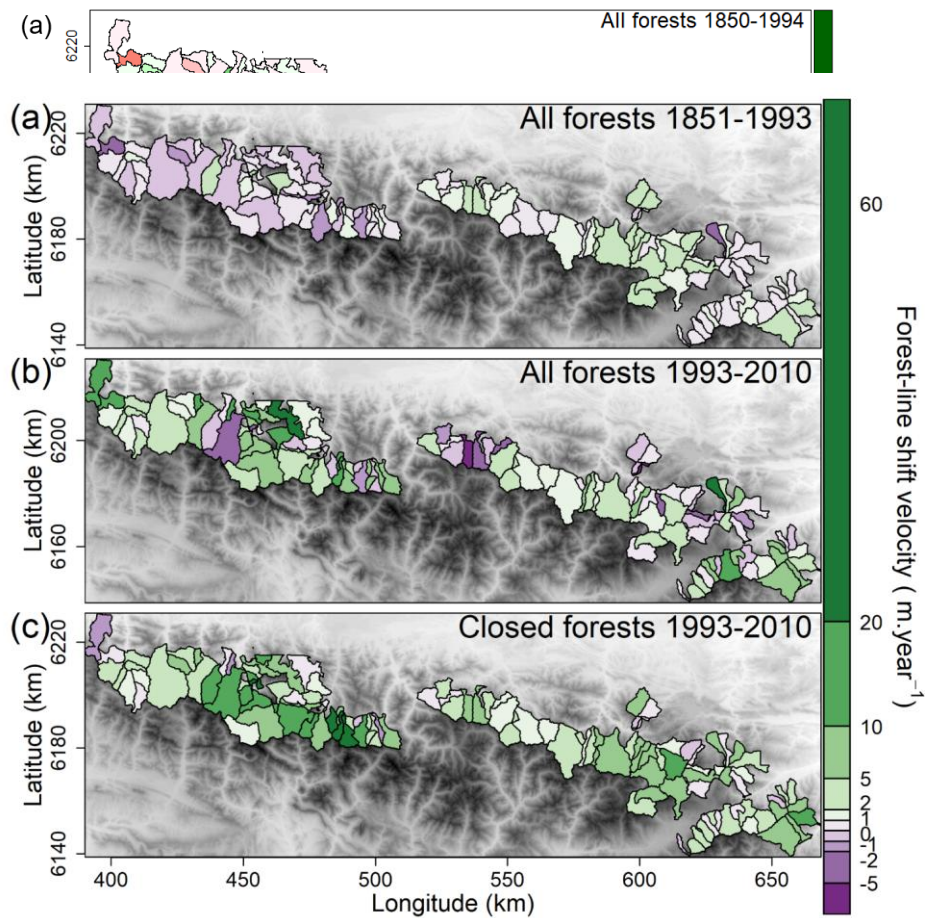 (a)
All forests 1850-1994
6220
(a)
All forests 1851-1993
6220
6180
6140
Latitude (km)
(b)
All forests 1993-2010
6200
6160
Latitude (km)
(c)
Closed forests 1993-2010
6220
6180
6140
Latitude (km)
400
450
500
550
600
650
Longitude (km)
60
20
10
5
2
1
0
-1
-2
-5
Forest-line shift velocity ( m.year⁻¹ )